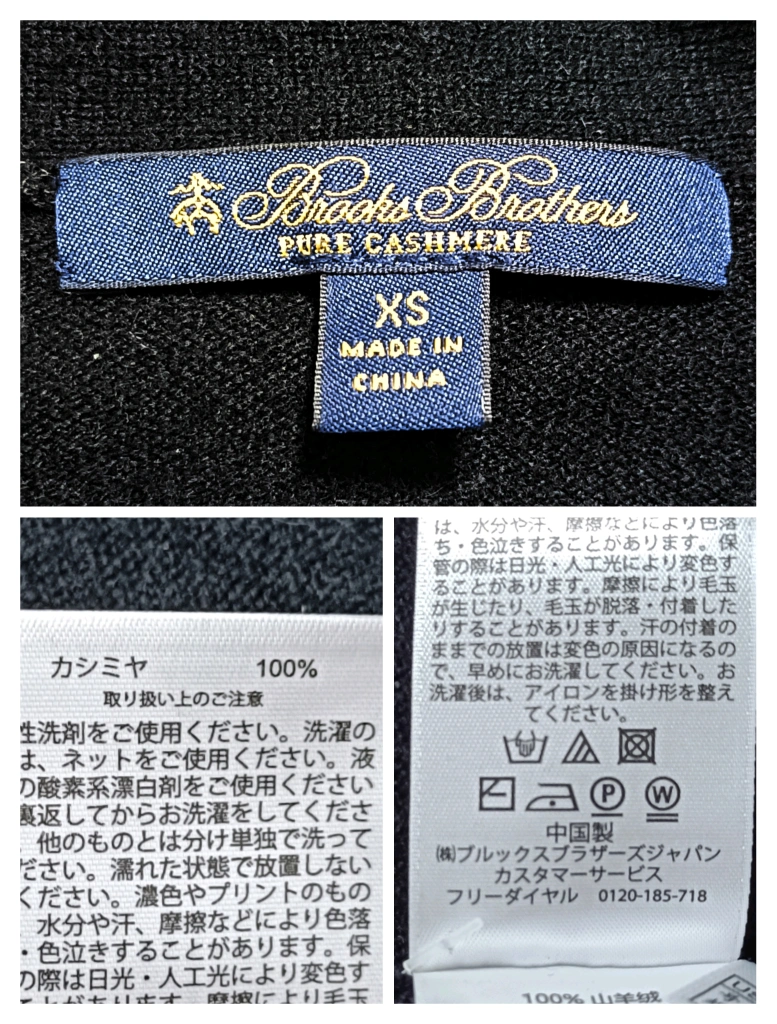 Brooks Brothers
PURE CASHMERE
XS
MADE IN
CHINA
カシミヤ 100%
取り扱い上のご注意
性洗剤をご使用ください。洗濯の
は、ネットをご使用ください。液
の酸素系漂白剤をご使用ください
裏返してからお洗濯をしてくださ
他のものとは分け単独で洗って
ださい。濡れた状態で放置しない
ください。濃色やプリントのもの
水分や汗、摩擦などにより色落
・色泣きすることがあります。保
の際は日光・人工光により変色す
ことがあります。摩擦により毛玉
は、水分や汗、摩擦などにより色落
ち・色泣きすることがあります。保
管の際は日光・人工光により変色す
ることがあります。摩擦により毛玉
が生じたり、毛玉が脱落・付着した
りすることがあります。汗の付着の
ままでの放置は変色の原因になるの
で、早めにお洗濯してください。お
洗濯後は、アイロンを掛け形を整え
てください。
P W
中国製
㈱ブルックスブラザーズジャパン
カスタマーサービス
フリーダイヤル 0120-185-718
100% 山羊绒